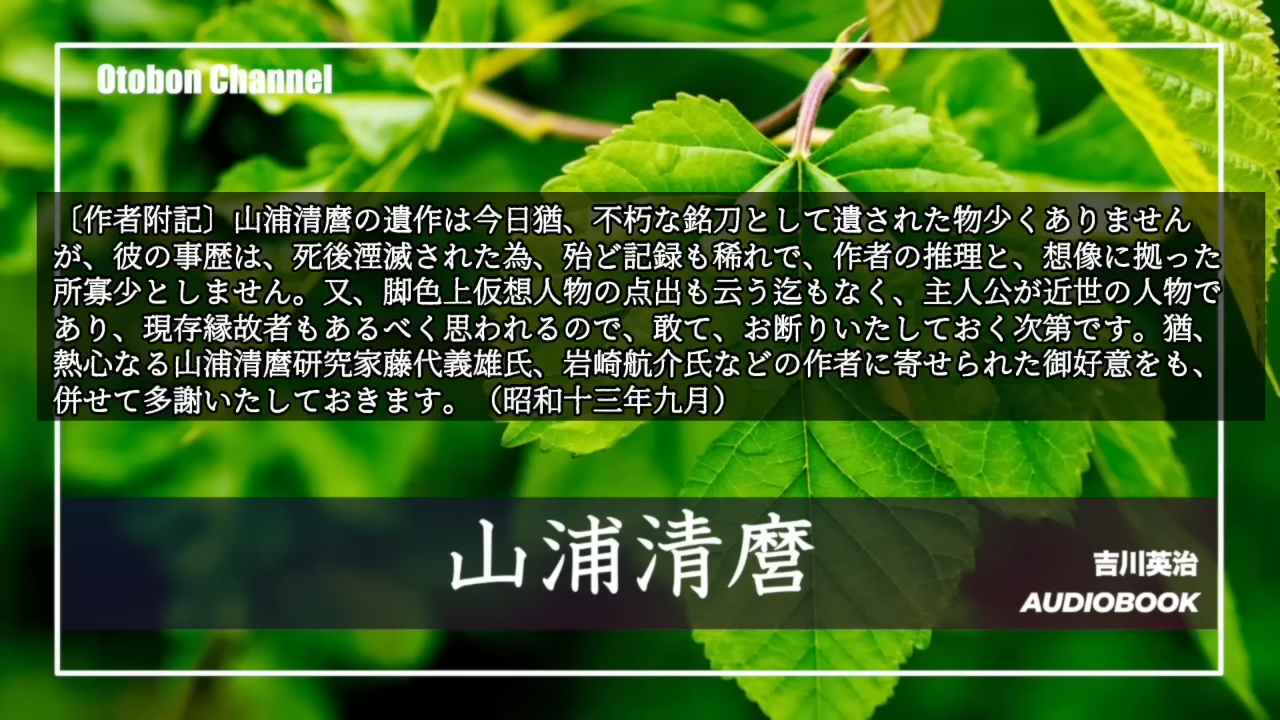 Otobon Channel
〔作者附記〕山浦清麿の遺作は今日猶、不朽な銘刀として遺された物少くありません
が、彼の事歴は、死後湮滅された為、殆ど記録も稀れで、作者の推理と、想像に拠った
所寡少としません。又、脚色上仮想人物の点出も云う迄もなく、主人公が近世の人物で
あり、現存縁故者もあるべく思われるので、敢て、お断りいたしておく次第です。猶、
熱心なる山浦清麿研究家藤代義雄氏、岩崎航介氏などの作者に寄せられた御好意をも、
併せて多謝いたしておきます。（昭和十三年九月）
山浦清麿
吉川英治
AUDIOBOOK